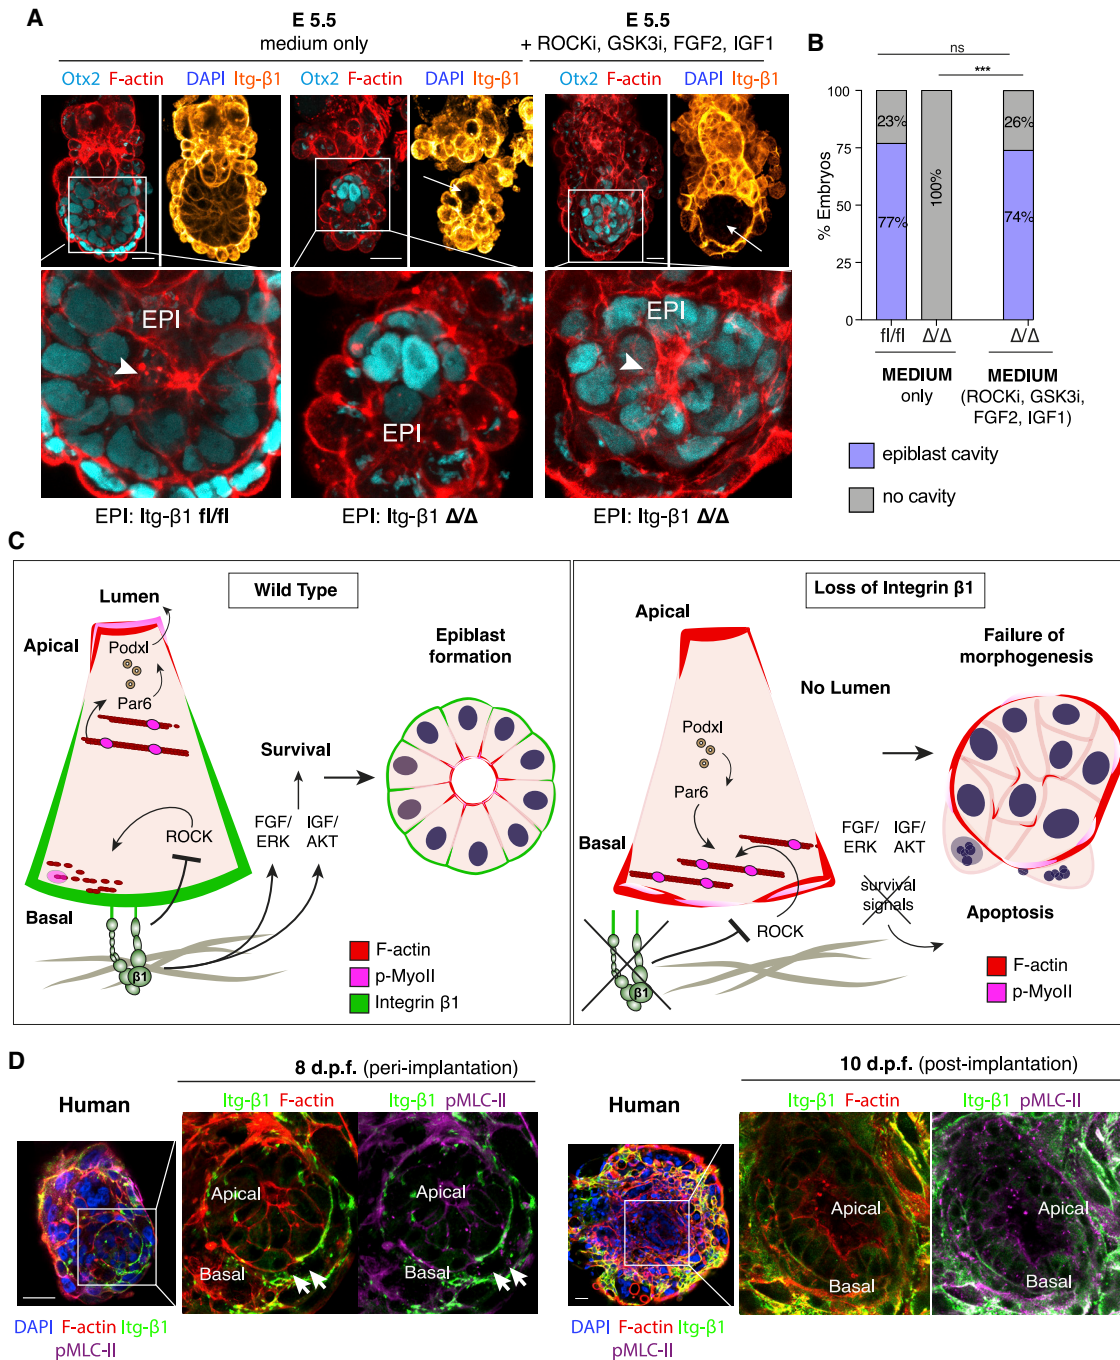 A
E 5.5
medium only
E 5.5
+ ROCKi, GSK3i, FGF2, IGF1
Otx2 F-actin
DAPI Itg-β1
Otx2 F-actin
DAPI Itg-β1
Otx2 F-actin
DAPI Itg-β1
EPI
EPI
EPI
EPI: Itg-β1 fl/fl
EPI: Itg-β1 Δ/Δ
EPI: Itg-β1 Δ/Δ
B
ns
***
% Embryos
100
75
50
25
0
23%
77%
100%
26%
74%
fl/fl
Δ/Δ
Δ/Δ
MEDIUM
only
MEDIUM
(ROCKi, GSK3i,
FGF2, IGF1)
epiblast cavity
no cavity
C
Wild Type
Lumen
Apical
Podxl
Par6
ROCK
Basal
β1
Survival
FGF/
ERK
IGF/
AKT
Epiblast
formation
F-actin
p-MyoII
Integrin β1
Loss of Integrin β1
Apical
No Lumen
Failure of
morphogenesis
Podxl
Par6
Basal
ROCK
β1
FGF/
ERK
IGF/
AKT
survival
signals
Apoptosis
F-actin
p-MyoII
D
8 d.p.f. (peri-implantation)
Human
Itg-β1 F-actin
Itg-β1 pMLC-II
Apical
Basal
Apical
Basal
DAPI F-actin Itg-β1
pMLC-II
10 d.p.f. (post-implantation)
Human
Itg-β1 F-actin
Itg-β1 pMLC-II
Apical
Basal
Apical
Basal
DAPI F-actin Itg-β1
pMLC-II